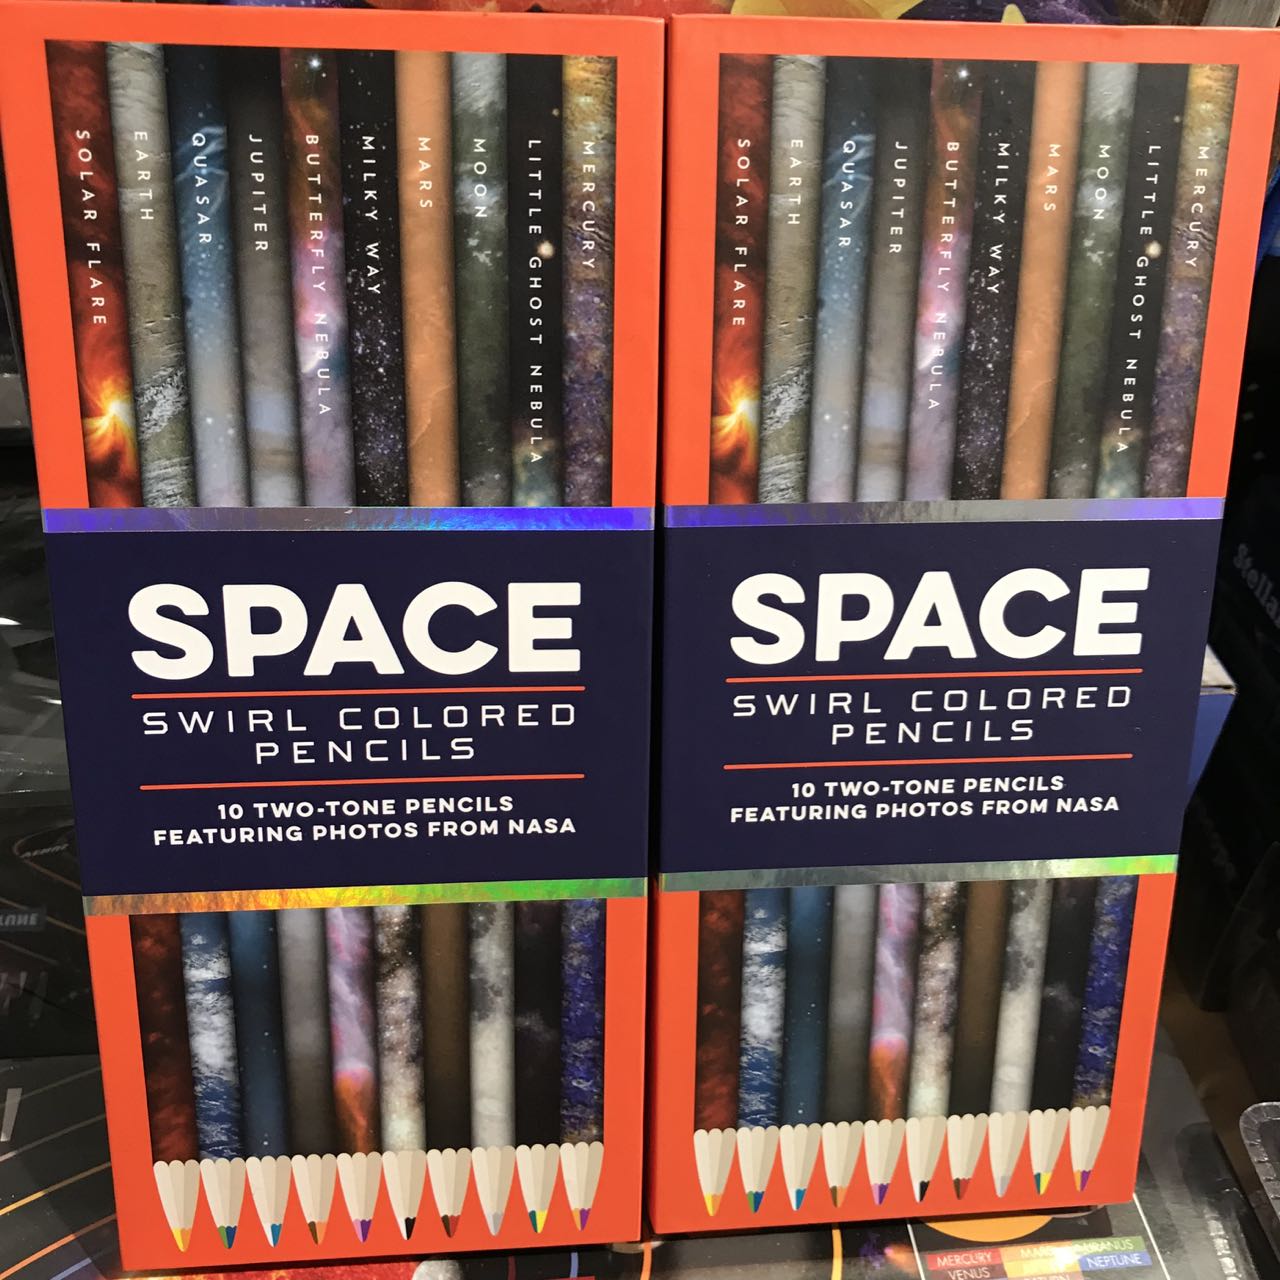 SOLAR FLARE
EARTH
QUASAR
JUPITER
BUTTERFLY NEBULA
MILKY WAY
MARS
MOON
LITTLE GHOST NEBULA
MERCURY
SPACE
SWIRL COLORED
PENCILS
10 TWO-TONE PENCILS
FEATURING PHOTOS FROM NASA
SOLAR FLARE
EARTH
QUASAR
JUPITER
BUTTERFLY NEBULA
MILKY WAY
MARS
MOON
LITTLE GHOST NEBULA
MERCURY
SPACE
SWIRL COLORED
PENCILS
10 TWO-TONE PENCILS
FEATURING PHOTOS FROM NASA
MERCURY
VENUS
NEPTUNE